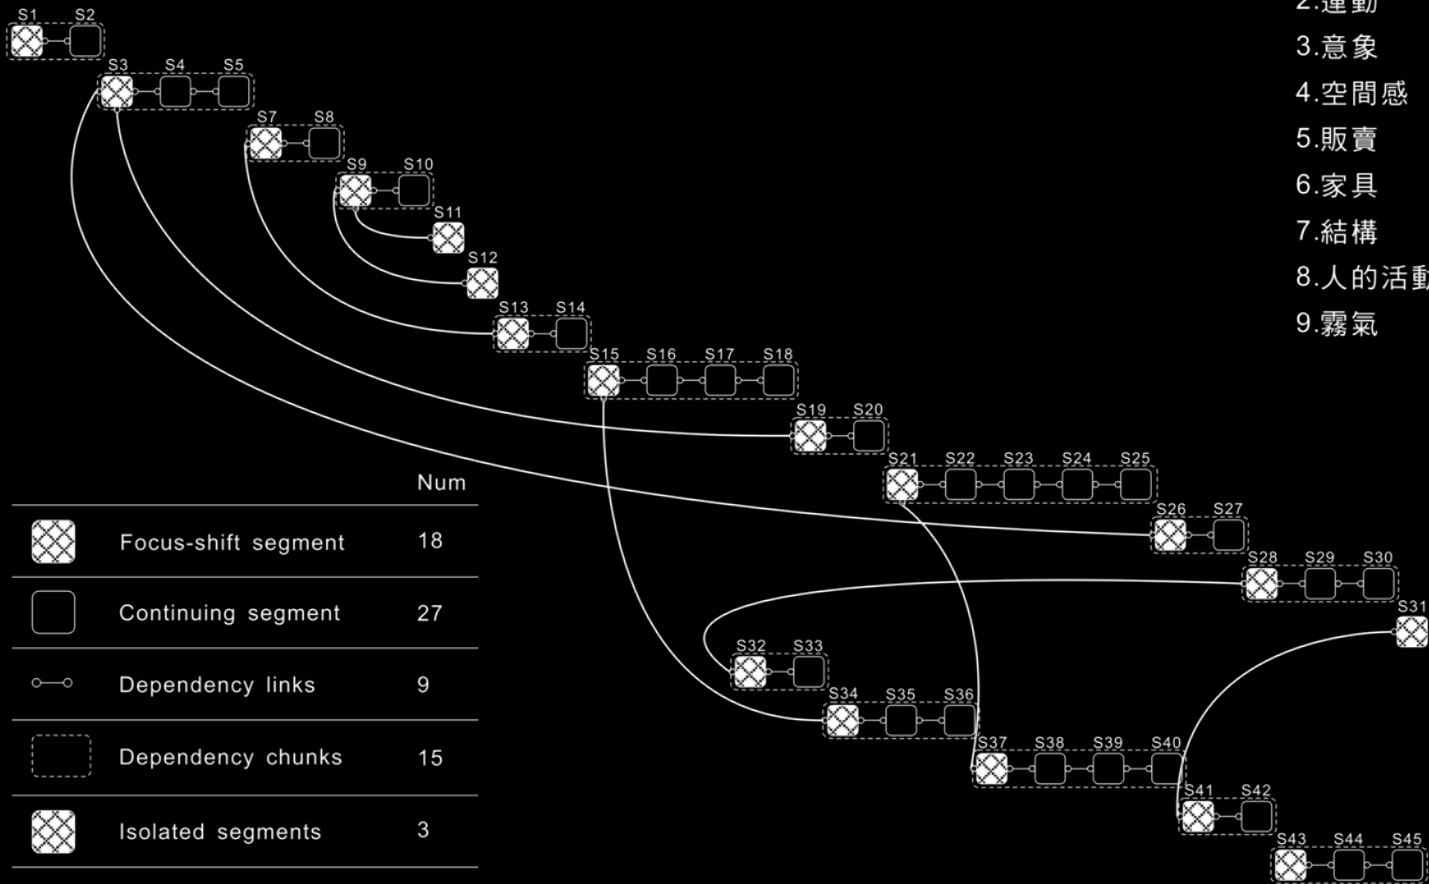 S1 S2
S3 S4 S5
S7 S8
S9 S10
S11
S12
S13 S14
S15 S16 S17 S18
S19 S20
S21 S22 S23 S24 S25
S26 S27
S28 S29 S30
S31
S32 S33
S34 S35 S36
S37 S38 S39 S40
S41 S42
S43 S44 S45
2.運動
3.意象
4.空間感
5.販賣
6.家具
7.結構
8.人的活動
9.霧氣
Num
Focus-shift segment 18
Continuing segment 27
Dependency links 9
Dependency chunks 15
Isolated segments 3